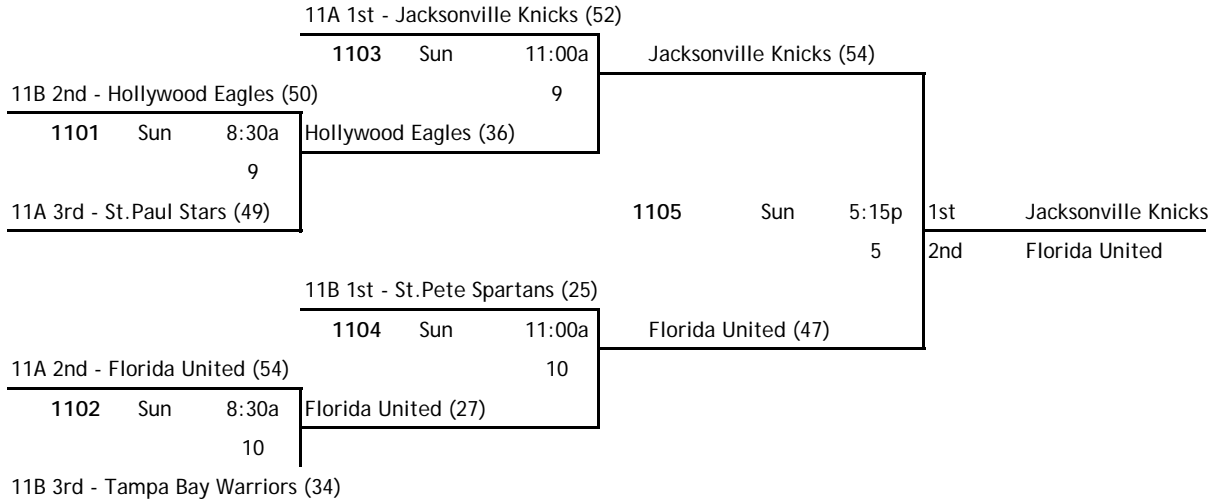 11A 1st - Jacksonville Knicks (52)
1103 Sun 11:00a Jacksonville Knicks (54)
11B 2nd - Hollywood Eagles (50) 9
1101 Sun 8:30a Hollywood Eagles (36)
9
11A 3rd - St.Paul Stars (49) 1105 Sun 5:15p 1st Jacksonville Knicks
5 2nd Florida United
11B 1st - St.Pete Spartans (25)
1104 Sun 11:00a Florida United (47)
11A 2nd - Florida United (54) 10
1102 Sun 8:30a Florida United (27)
10
11B 3rd - Tampa Bay Warriors (34)